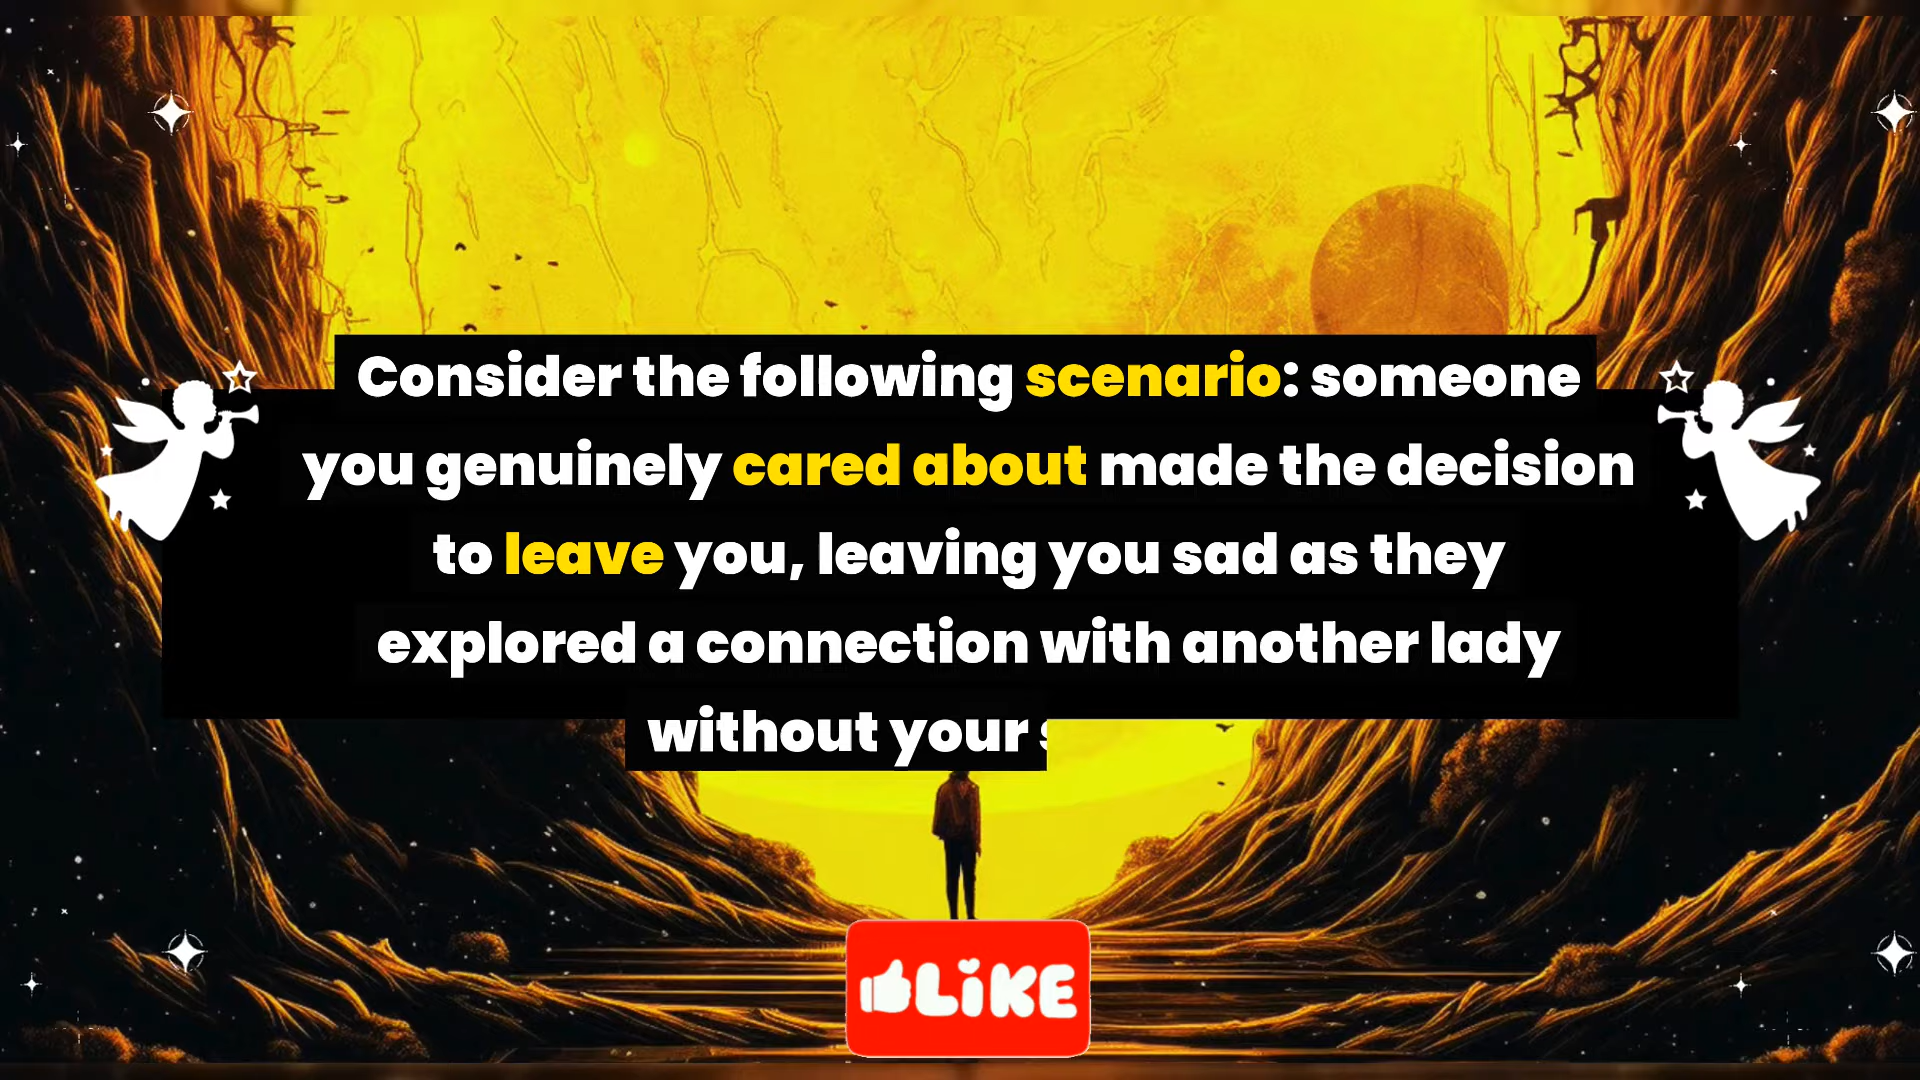 Consider the following scenario: someone
you genuinely cared about made the decision
to leave you, leaving you sad as they
explored a connection with another lady
without your
LIKE